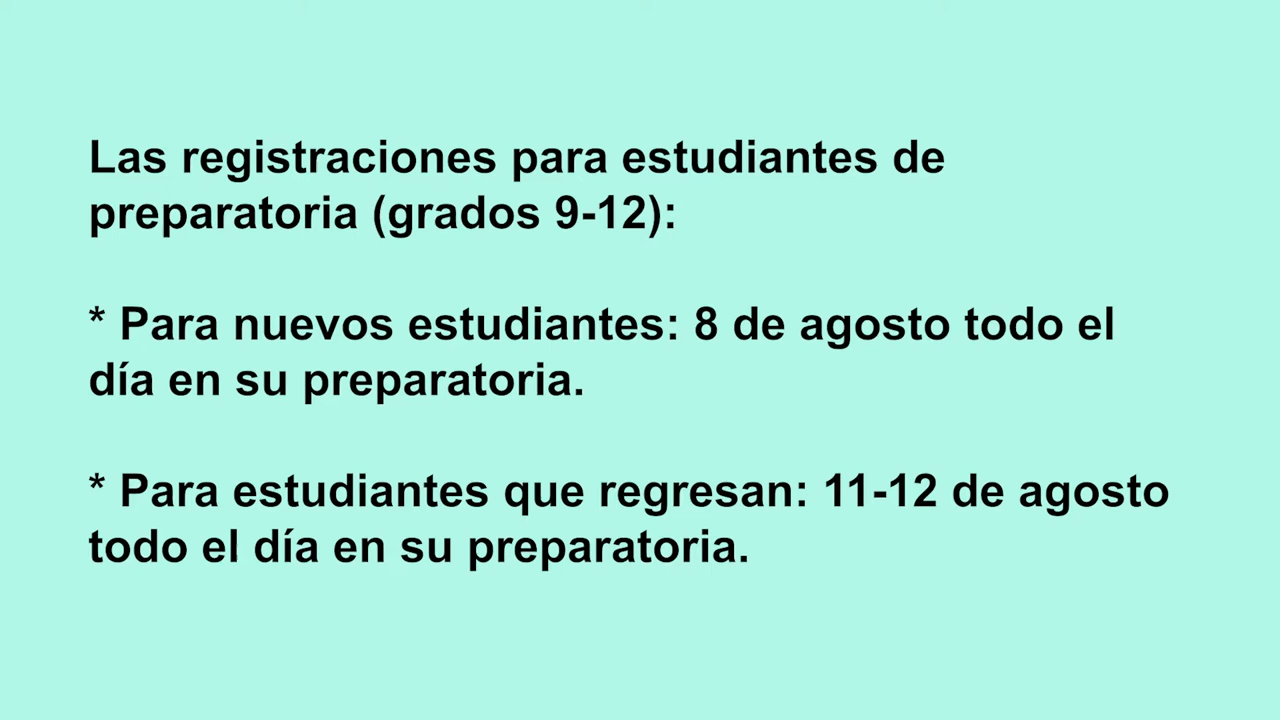 Las registraciones para estudiantes de
preparatoria (grados 9-12):
* Para nuevos estudiantes: 8 de agosto todo el
día en su preparatoria.
* Para estudiantes que regresan: 11-12 de agosto
todo el día en su preparatoria.